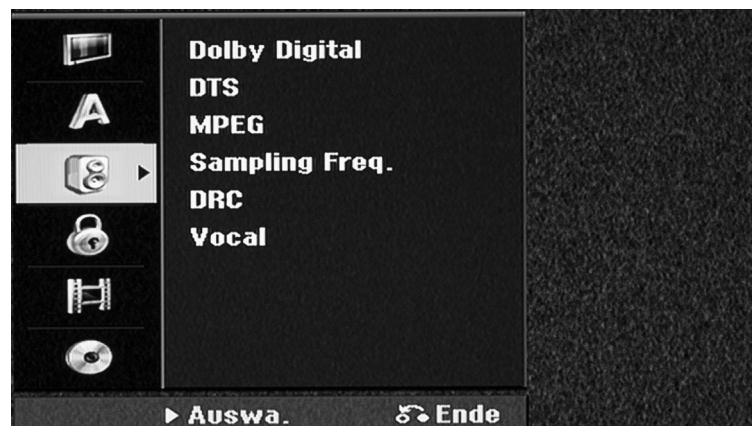 Dolby Digital
DTS
MPEG
Sampling Freq.
DRC
Vocal
Auswa. Ende